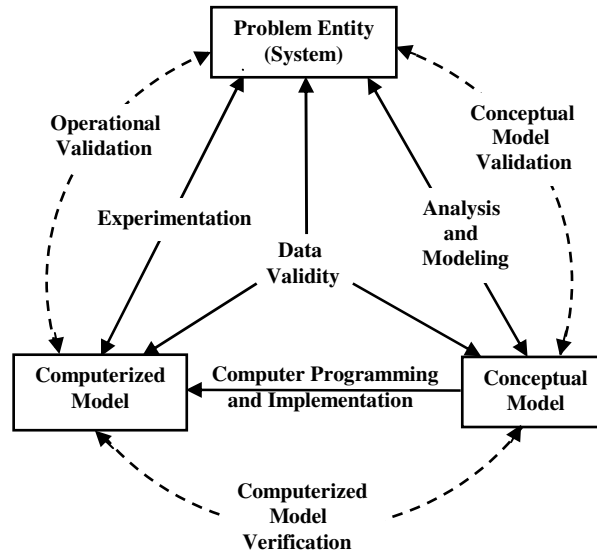 Problem Entity
(System)
Operational
Validation
Conceptual
Model
Validation
Experimentation
Analysis
and
Modeling
Data
Validity
Computerized
Model
Computer Programming
and Implementation
Conceptual
Model
Computerized
Model
Verification